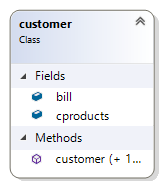 customer
Class
Fields
bill
cproducts
Methods
customer (+ 1...